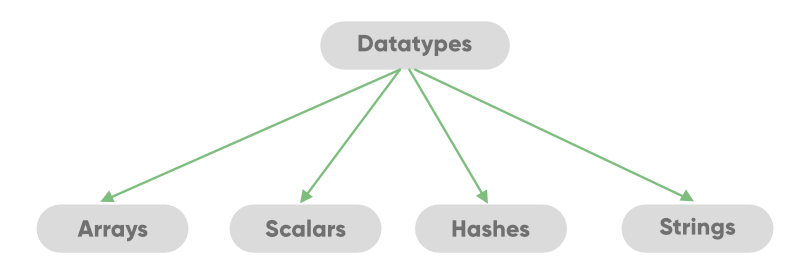 Datatypes
Arrays
Scalars
Hashes
Strings